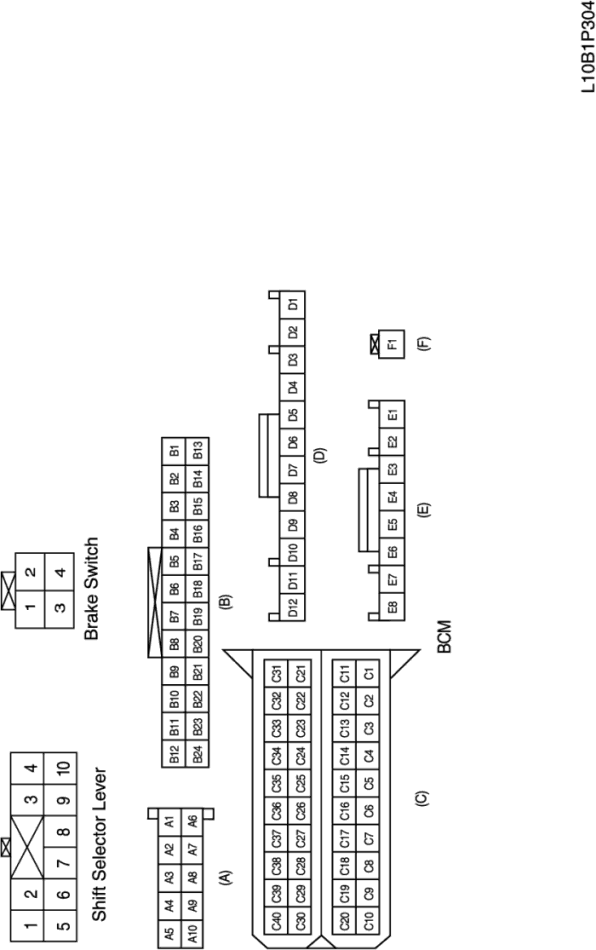 1 2 3 4
5 6 7 8 9 10
Shift Selector Lever
1 2
3 4
Brake Switch
A5 A4 A3 A2 A1
A10 A9 A8 A7 A6
(A)
B12 B11 B10 B9 B8 B7 B6 B5 B4 B3 B2 B1
B24 B23 B22 B21 B20 B19 B18 B17 B16 B15 B14 B13
(B)
C40 C39 C38 C37 C36 C35 C34 C33 C32 C31
C30 C29 C28 C27 C26 C25 C24 C23 C22 C21
C20 C19 C18 C17 C16 C15 C14 C13 C12 C11
C10 C9 C8 C7 C6 C5 C4 C3 C2 C1
(C)
D12 D11 D10 D9 D8 D7 D6 D5 D4 D3 D2 D1
(D)
E8 E7 E6 E5 E4 E3 E2 E1
(E)
F1
(F)
BCM
L10B1P304